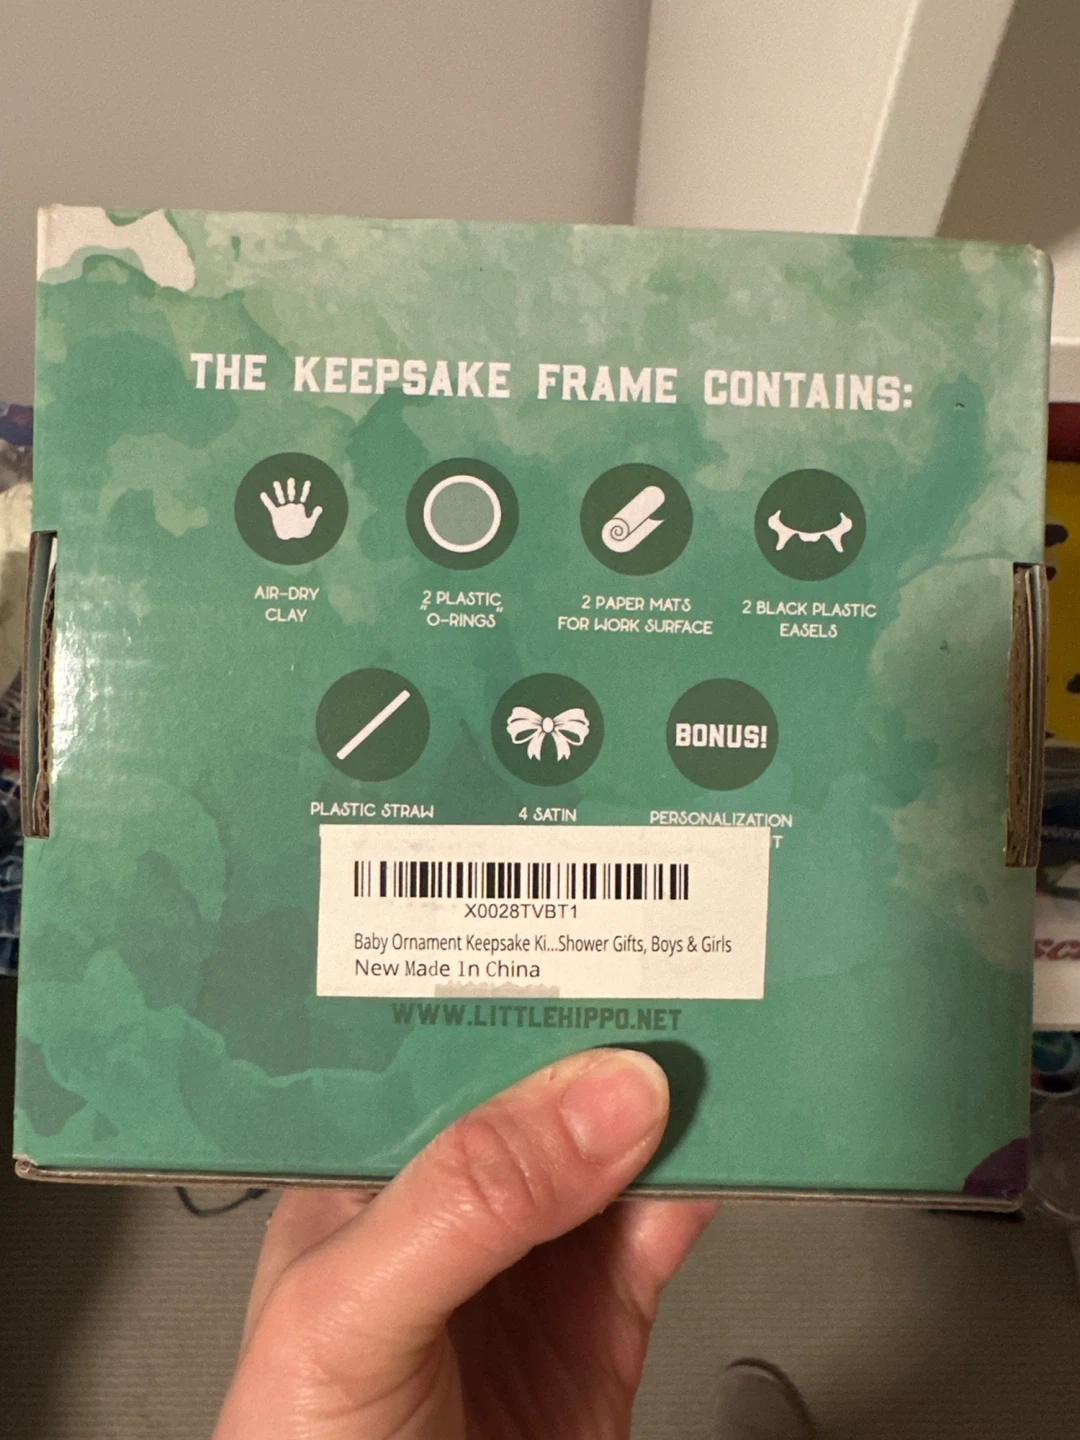 THE KEEPSAKE FRAME CONTAINS:
AIR-DRY
CLAY
2 PLASTIC
"O-RINGS"
2 PAPER MATS
FOR WORK SURFACE
2 BLACK PLASTIC
EASELS
PLASTIC STRAW
4 SATIN
BONUS!
PERSONALIZATION
T
X0028TVBT1
Baby Ornament Keepsake Ki...Shower Gifts, Boys & Girls
New Made In China
WWW.LITTLEHIPPO.NET